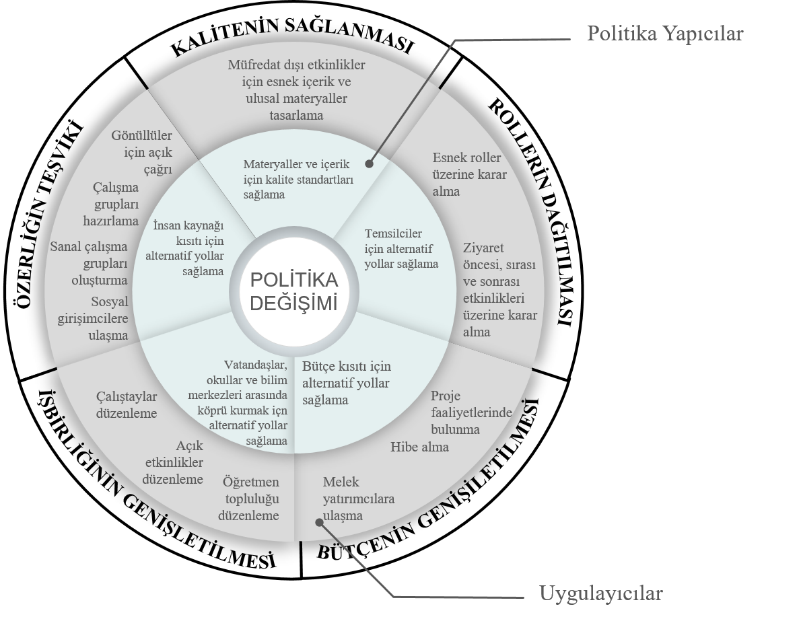 KALİTENİN SAĞLANMASI
Politika Yapıcılar
Müfredat dışı etkinlikler
için esnek içerik ve
ulusal materyaller
tasarlama
Materyaller ve içerik
için kalite standartları
sağlama
ROLLERİN DAĞITILMASI
Esnek roller
üzerine karar
alma
Ziyaret
öncesi, sırası
ve sonrası
etkinlikleri
üzerine karar
alma
Temsilciler
için alternatif
yollar sağlama
ÖZERLİĞİN TEŞVİKİ
Gönüllüler
için açık
çağrı
Çalışma
grupları
hazırlama
Sanal çalışma
grupları
oluşturma
Sosyal
girişimcilere
ulaşma
İnsan kaynağı
kısıtı için
alternatif yollar
sağlama
POLİTİKA
DEĞİŞİMİ
Vatandaşlar,
okullar ve bilim
merkezleri arasında
köprü kurmak içn
alternatif yollar
sağlama
Bütçe kısıtı için
alternatif yollar
sağlama
İŞBİRLİĞİNİN GENİŞLETİLMESİ
Çalıştaylar
düzenleme
Açık
etkinlikler
düzenleme
Öğretmen
topluluğu
düzenleme
BÜTÇENİN GENİŞİLETİLMESİ
Proje
faaliyetlerinde
bulunma
Hibe alma
Melek
yatırımcılara
ulaşma
Uygulayıcılar